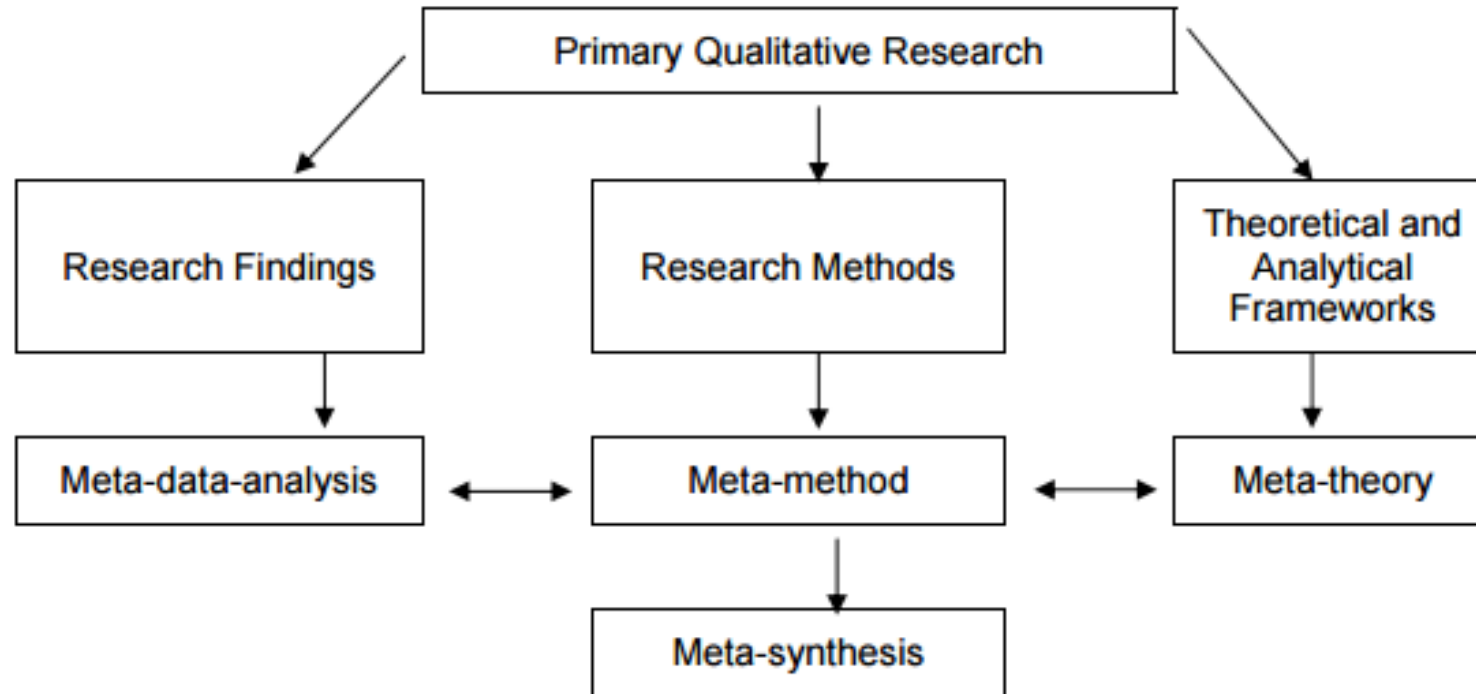 Primary Qualitative Research
Research Findings
Research Methods
Theoretical and
Analytical
Frameworks
Meta-data-analysis
Meta-method
Meta-theory
Meta-synthesis